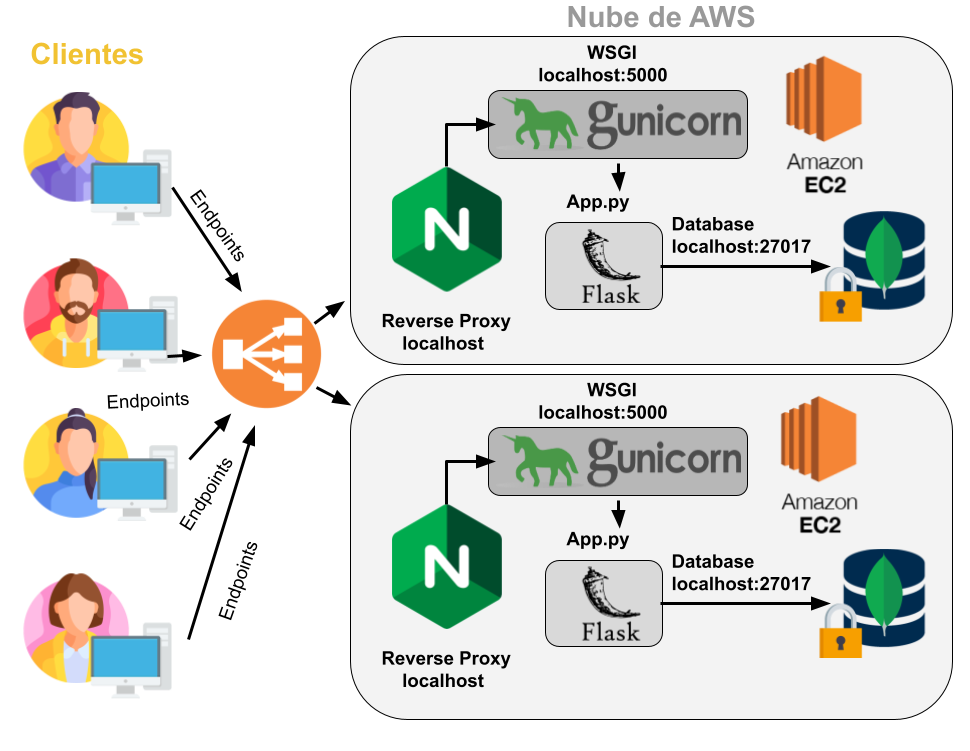 Nube de AWS
Clientes
Endpoints
Endpoints
Endpoints
Endpoints
WSGI
localhost:5000
gunicorn
Amazon
EC2
App.py
Flask
Database
localhost:27017
Reverse Proxy
localhost
WSGI
localhost:5000
gunicorn
Amazon
EC2
App.py
Flask
Database
localhost:27017
Reverse Proxy
localhost